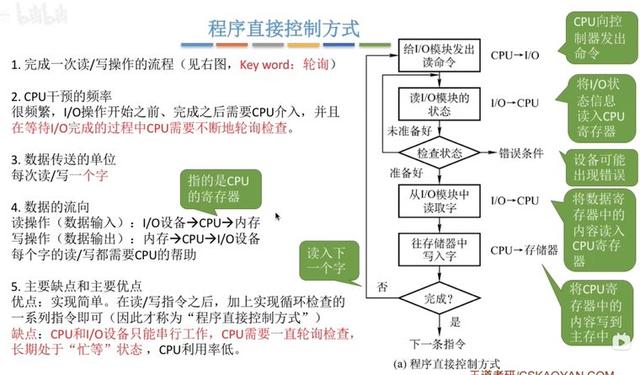 bilibili
程序直接控制方式
1. 完成一次读/写操作的流程（见右图，Key word：轮询）
2. CPU干预的频率
很频繁，I/O操作开始之前、完成之后需要CPU介入，并且
在等待I/O完成的过程中CPU需要不断地轮询检查。
3. 数据传送的单位
每次读/写一个字
指的是CPU
的寄存器
4. 数据的流向
读操作（数据输入）：I/O设备→CPU→内存
写操作（数据输出）：内存→CPU→I/O设备
每个字的读/写都需要CPU的帮助
5. 主要缺点和主要优点
优点：实现简单。在读/写指令之后，加上实现循环检查的
一系列指令即可（因此才称为“程序直接控制方式”）
缺点：CPU和I/O设备只能串行工作，CPU需要一直轮询检查，
长期处于“忙等”状态，CPU利用率低。
给I/O模块发出
读命令
CPU→I/O
CPU向控
制器发出
命令
读I/O模块的
状态
I/O→CPU
将I/O状
态信息
读入CPU
寄存器
未准备好
检查状态
错误条件
设备可能
出现错误
准备好
从I/O模块中
读取字
I/O→CPU
将数据寄
存器中的
内容读入
CPU寄存
器
往存储器中
写入字
CPU→存储器
读入下
一个字
否
完成？
是
将CPU寄
存器中的
内容写到
主存中
下一条指令
(a) 程序直接控制方式
王道考研/CSKAOYAN.COM